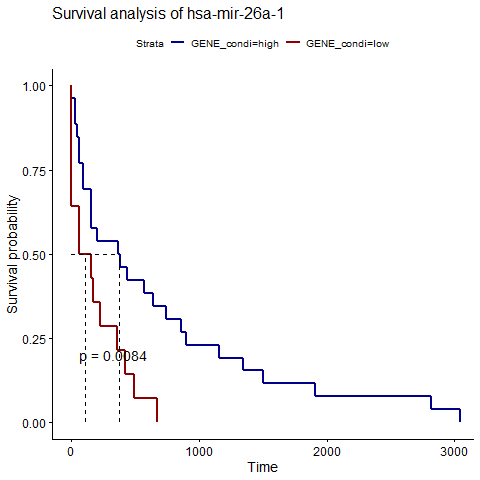 Survival analysis of hsa-mir-26a-1
Strata GENE_condi=high GENE_condi=low
Survival probability
1.00
0.75
0.50
0.25
0.00
p = 0.0084
0 1000 2000 3000
Time